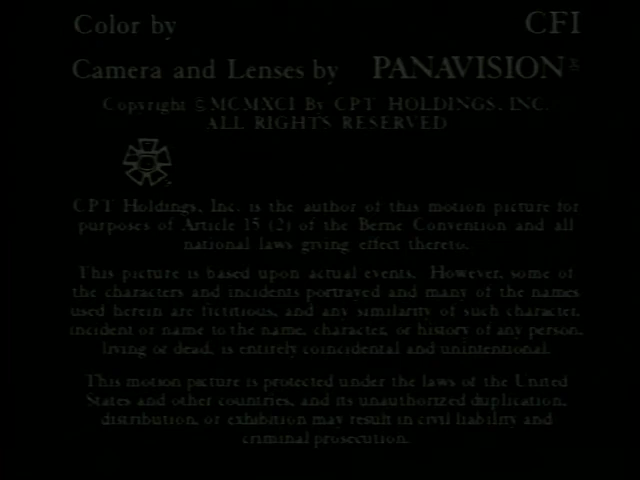 Color by CFI
Camera and Lenses by PANAVISION®
Copyright © MCMXCI By CPT HOLDINGS, INC.
ALL RIGHTS RESERVED
CPT Holdings, Inc. is the author of this motion picture for
purposes of Article 15 (2) of the Berne Convention and all
national laws giving effect thereto.
This picture is based upon actual events. However, some of
the characters and incidents portrayed and many of the names
used herein are fictitious, and any similarity of such character,
incident or name to the name, character, or history of any person,
living or dead, is entirely coincidental and unintentional.
This motion picture is protected under the laws of the United
States and other countries, and its unauthorized duplication,
distribution, or exhibition may result in civil liability and
criminal prosecution.